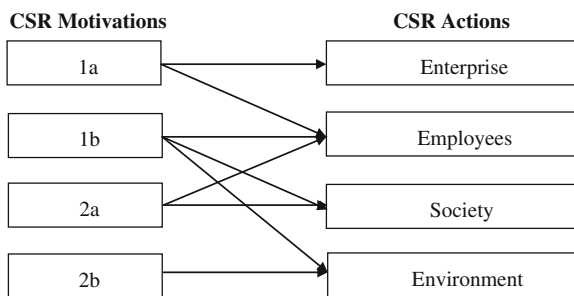 CSR Motivations CSR Actions
1a Enterprise
1b Employees
2a Society
2b Environment